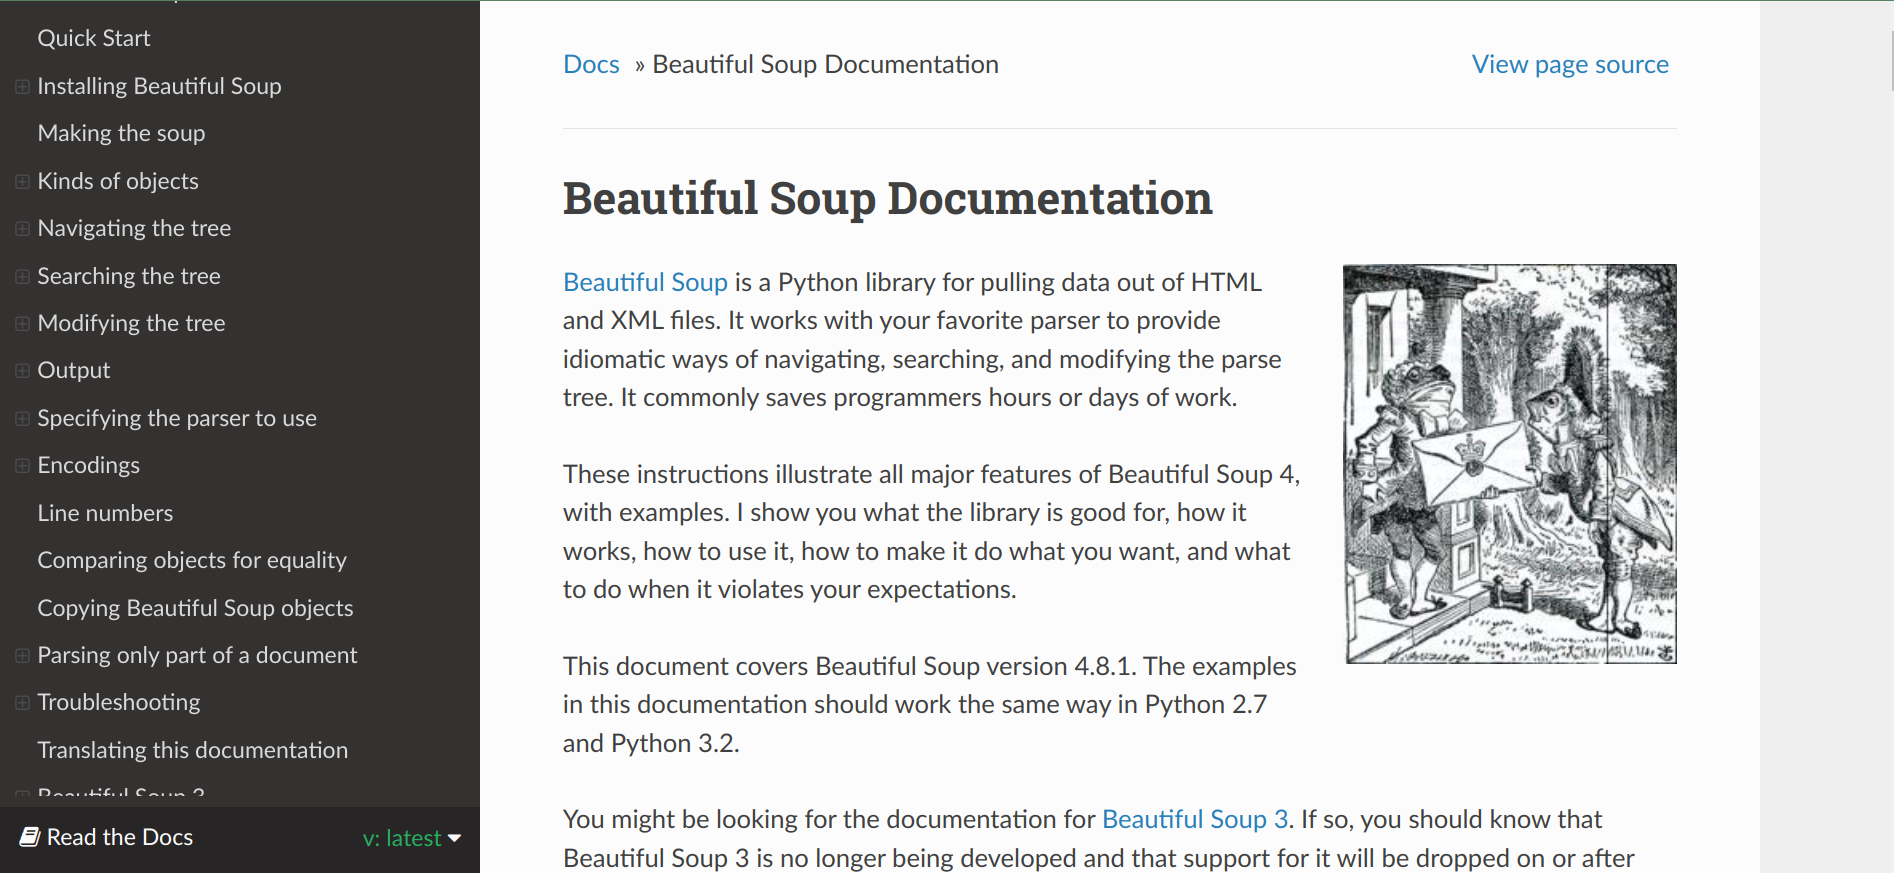 Quick Start
Installing Beautiful Soup
Making the soup
Kinds of objects
Navigating the tree
Searching the tree
Modifying the tree
Output
Specifying the parser to use
Encodings
Line numbers
Comparing objects for equality
Copying Beautiful Soup objects
Parsing only part of a document
Troubleshooting
Translating this documentation
Beautiful Soup 3
Read the Docs
v: latest
Docs » Beautiful Soup Documentation
View page source
Beautiful Soup Documentation
Beautiful Soup is a Python library for pulling data out of HTML
and XML files. It works with your favorite parser to provide
idiomatic ways of navigating, searching, and modifying the parse
tree. It commonly saves programmers hours or days of work.
These instructions illustrate all major features of Beautiful Soup 4,
with examples. I show you what the library is good for, how it
works, how to use it, how to make it do what you want, and what
to do when it violates your expectations.
This document covers Beautiful Soup version 4.8.1. The examples
in this documentation should work the same way in Python 2.7
and Python 3.2.
You might be looking for the documentation for Beautiful Soup 3. If so, you should know that
Beautiful Soup 3 is no longer being developed and that support for it will be dropped on or after